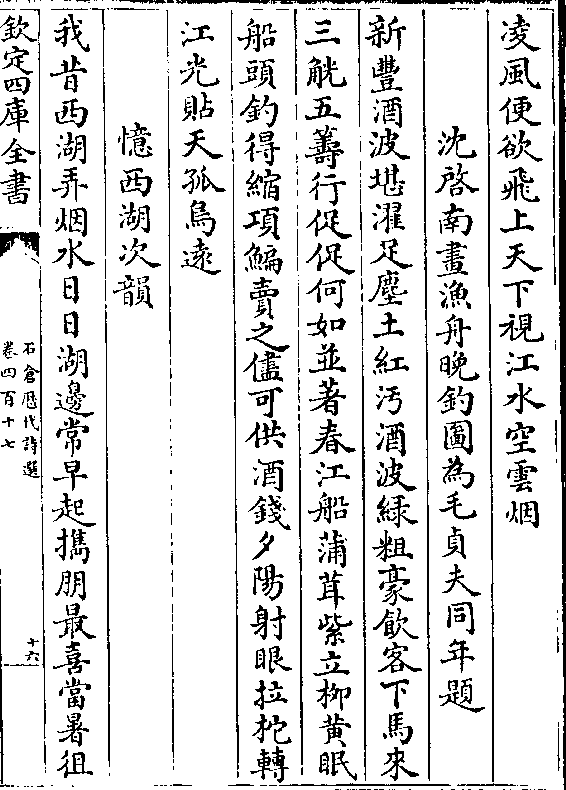 凌風便欲飛上天下視江水空雲烟
沈啓南畫漁舟晚釣圖為毛貞夫同年題
新豐酒波堪濯足塵土紅汚酒波緑粗豪飲客下馬來
三觥五籌行促促何如並著春江船蒲茸紫立柳黄眠
船頭釣得縮項鯿賣之儘可供酒錢夕陽射眼拉柁轉
江光貼天孤鳥遠
憶西湖次韻
我昔西湖弄烟水日日湖邊常早起擕朋最喜當暑徂
欽定四庫全書
石倉歴代詩選
卷四百十七
十六